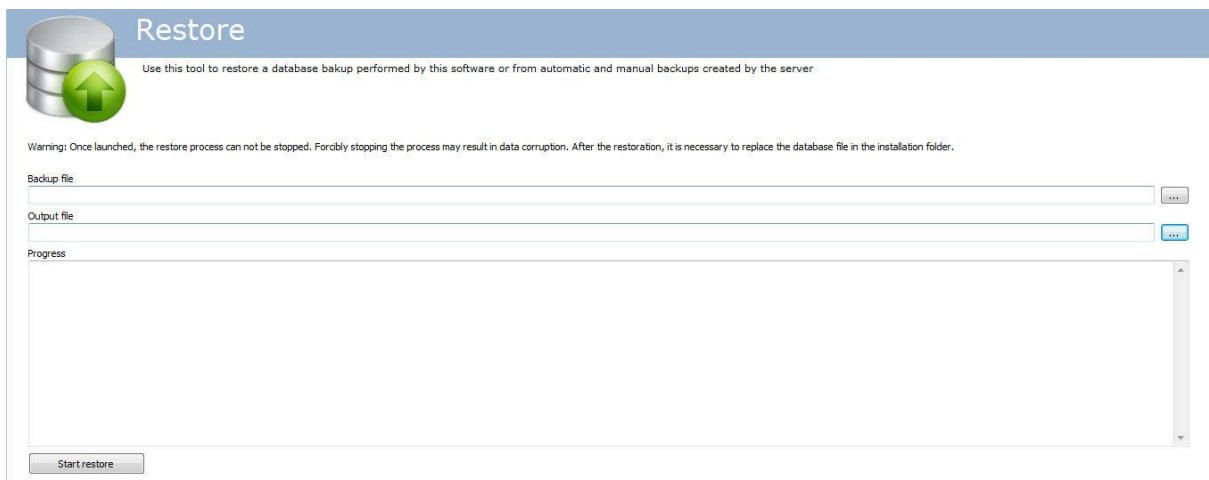 Restore
Use this tool to restore a database bakup performed by this software or from automatic and manual backups created by the server
Warning: Once launched, the restore process can not be stopped. Forcibly stopping the process may result in data corruption. After the restoration, it is necessary to replace the database file in the installation folder.
Backup file
...
Output file
...
Progress
Start restore